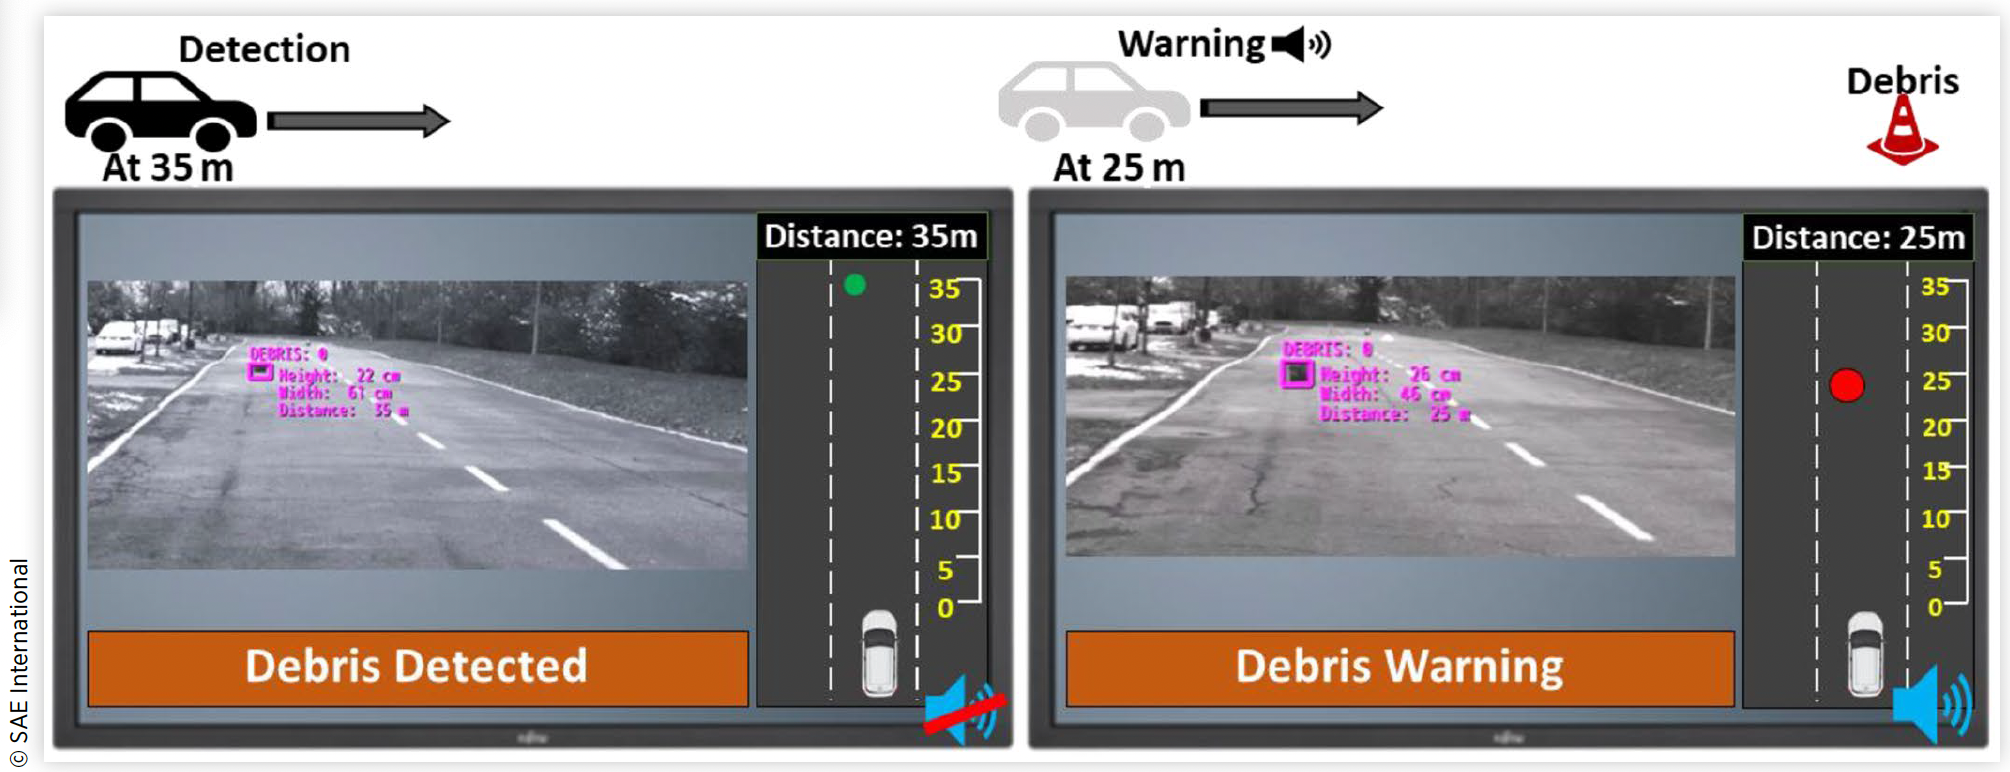 Detection
At 35 m
Warning
At 25 m
Debris
Distance: 35m
35
30
25
20
15
10
5
0
DEBRIS: 0
Height: 22 cm
Width: 61 cm
Distance: 35 m
Debris Detected
Distance: 25m
35
30
25
20
15
10
5
0
DEBRIS: 0
Height: 26 cm
Width: 46 cm
Distance: 25 m
Debris Warning
© SAE International